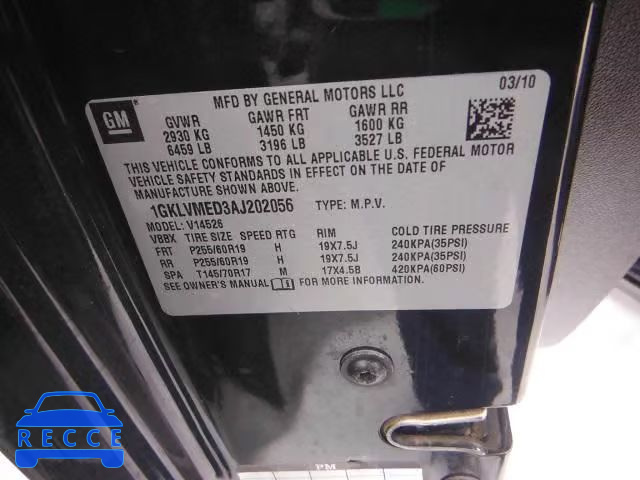 MFD BY GENERAL MOTORS LLC
03/10
GM
GVWR GAWR FRT GAWR RR
2930 KG 1450 KG 1600 KG
6459 LB 3196 LB 3527 LB
THIS VEHICLE CONFORMS TO ALL APPLICABLE U.S. FEDERAL MOTOR
VEHICLE SAFETY STANDARDS IN EFFECT ON THE DATE OF
MANUFACTURE SHOWN ABOVE.
1GKLVMED3AJ202056 TYPE: M.P.V.
MODEL: V14526
VBBX TIRE SIZE SPEED RTG RIM COLD TIRE PRESSURE
FRT P255/60R19 H 19X7.5J 240KPA(35PSI)
RR P255/60R19 H 19X7.5J 240KPA(35PSI)
SPA T145/70R17 M 17X4.5B 420KPA(60PSI)
SEE OWNER'S MANUAL FOR MORE INFORMATION.
PM
RECCE